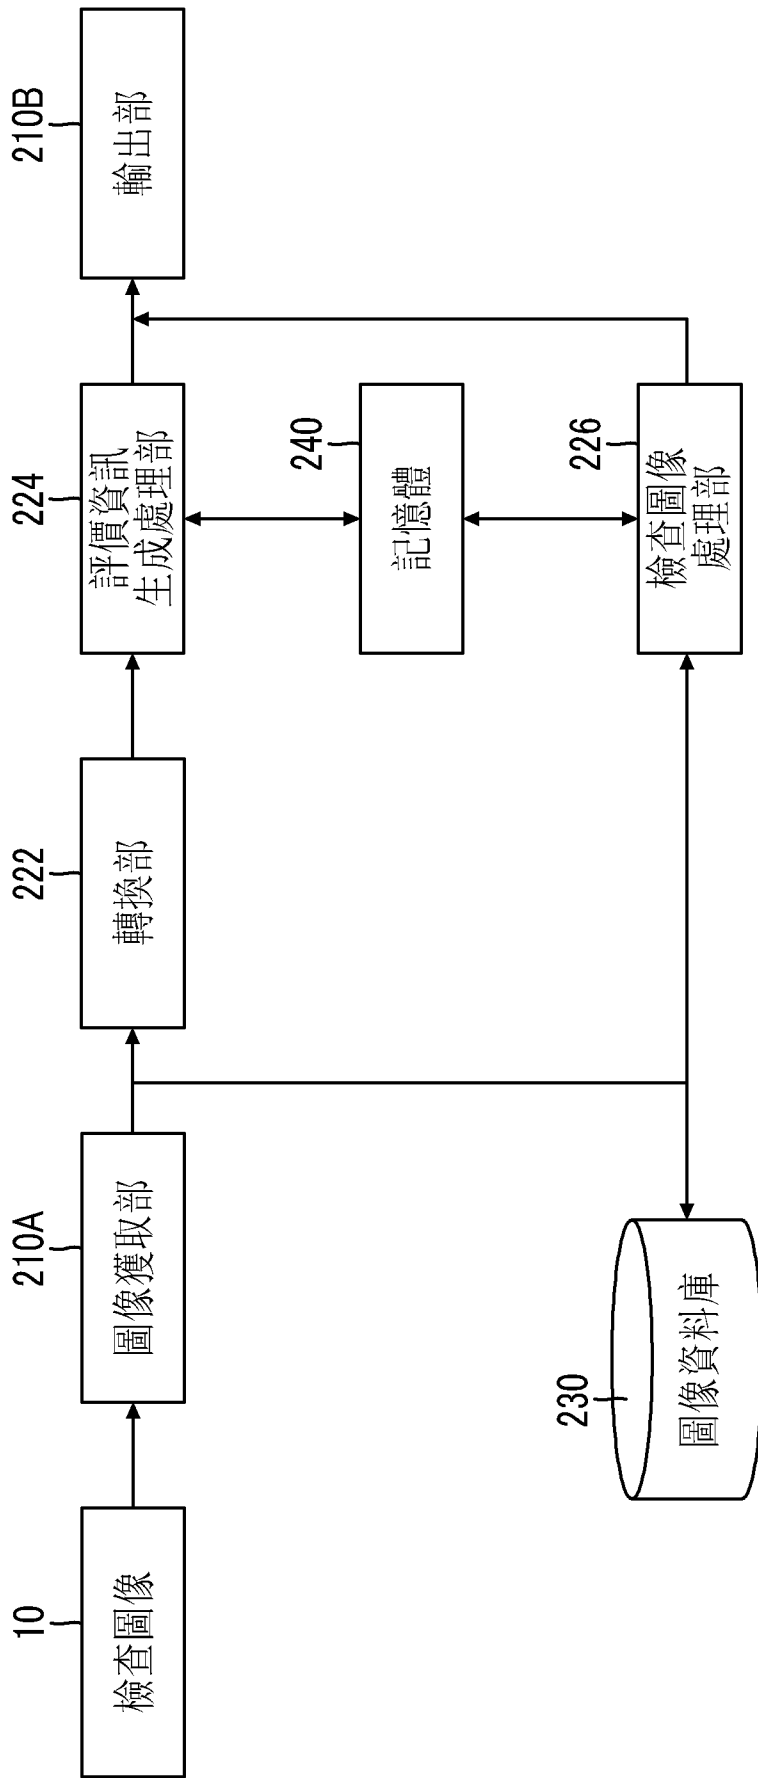 10
檢查圖像
210A
圖像獲取部
222
轉換部
224
評價資訊
生成處理部
210B
輸出部
240
記憶體
230
圖像資料庫
226
檢查圖像
處理部